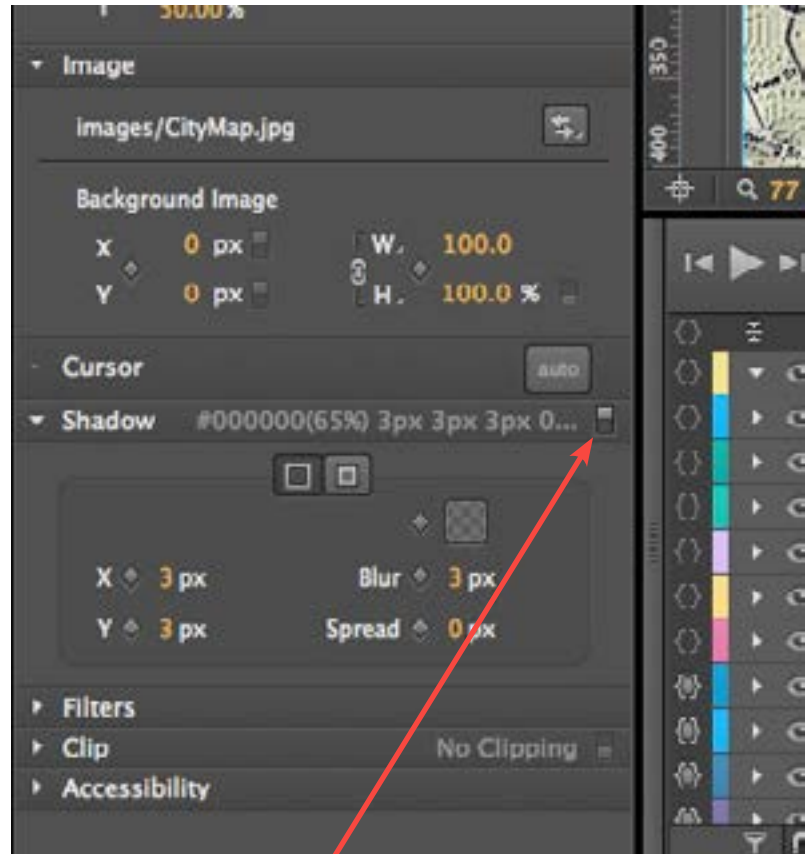 50.00%
Image
images/CityMap.jpg
Background Image
X 0 px W 100.0
Y 0 px H 100.0 %
Cursor auto
Shadow #000000(65%) 3px 3px 3px 0...
X 3 px Blur 3 px
Y 3 px Spread 0 px
Filters
Clip No Clipping
Accessibility
350
400
77